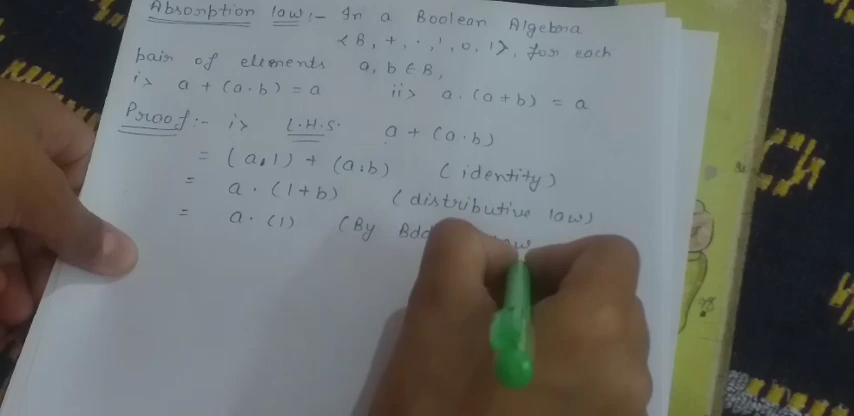 Absorption law :- In a Boolean Algebra
< B, +, ·, ', 0, 1 >, for each
pair of elements a, b ∈ B,
i> a + (a·b) = a ii> a·(a+b) = a
Proof :- i> L.H.S. a + (a·b)
= (a·1) + (a·b) (identity)
= a · (1+b) (distributive law)
= a · (1) (By